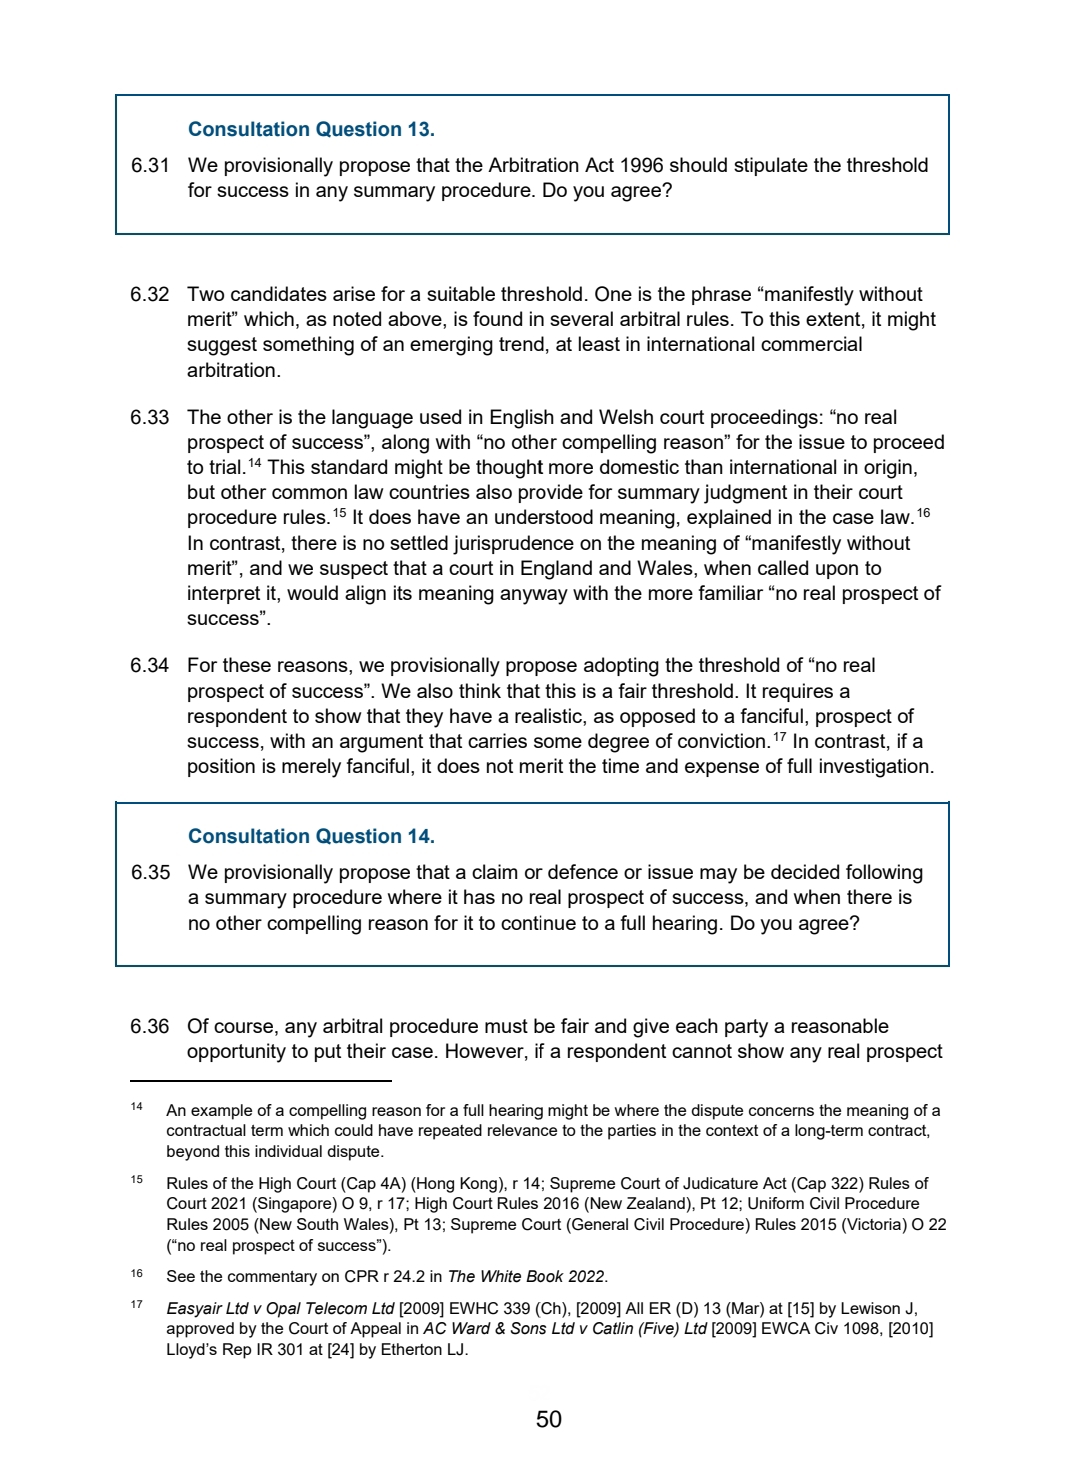 Consultation Question 13.
6.31 We provisionally propose that the Arbitration Act 1996 should stipulate the threshold
for success in any summary procedure. Do you agree?
6.32 Two candidates arise for a suitable threshold. One is the phrase “manifestly without
merit” which, as noted above, is found in several arbitral rules. To this extent, it might
suggest something of an emerging trend, at least in international commercial
arbitration.
6.33 The other is the language used in English and Welsh court proceedings: “no real
prospect of success”, along with “no other compelling reason” for the issue to proceed
to trial.14 This standard might be thought more domestic than international in origin,
but other common law countries also provide for summary judgment in their court
procedure rules.15 It does have an understood meaning, explained in the case law.16
In contrast, there is no settled jurisprudence on the meaning of “manifestly without
merit”, and we suspect that a court in England and Wales, when called upon to
interpret it, would align its meaning anyway with the more familiar “no real prospect of
success”.
6.34 For these reasons, we provisionally propose adopting the threshold of “no real
prospect of success”. We also think that this is a fair threshold. It requires a
respondent to show that they have a realistic, as opposed to a fanciful, prospect of
success, with an argument that carries some degree of conviction.17 In contrast, if a
position is merely fanciful, it does not merit the time and expense of full investigation.
Consultation Question 14.
6.35 We provisionally propose that a claim or defence or issue may be decided following
a summary procedure where it has no real prospect of success, and when there is
no other compelling reason for it to continue to a full hearing. Do you agree?
6.36 Of course, any arbitral procedure must be fair and give each party a reasonable
opportunity to put their case. However, if a respondent cannot show any real prospect
14 An example of a compelling reason for a full hearing might be where the dispute concerns the meaning of a
contractual term which could have repeated relevance to the parties in the context of a long-term contract,
beyond this individual dispute.
15 Rules of the High Court (Cap 4A) (Hong Kong), r 14; Supreme Court of Judicature Act (Cap 322) Rules of
Court 2021 (Singapore) O 9, r 17; High Court Rules 2016 (New Zealand), Pt 12; Uniform Civil Procedure
Rules 2005 (New South Wales), Pt 13; Supreme Court (General Civil Procedure) Rules 2015 (Victoria) O 22
(“no real prospect of success”).
16 See the commentary on CPR r 24.2 in The White Book 2022.
17 Easyair Ltd v Opal Telecom Ltd [2009] EWHC 339 (Ch), [2009] All ER (D) 13 (Mar) at [15] by Lewison J,
approved by the Court of Appeal in AC Ward & Sons Ltd v Catlin (Five) Ltd [2009] EWCA Civ 1098, [2010]
Lloyd’s Rep IR 301 at [24] by Etherton LJ.
50